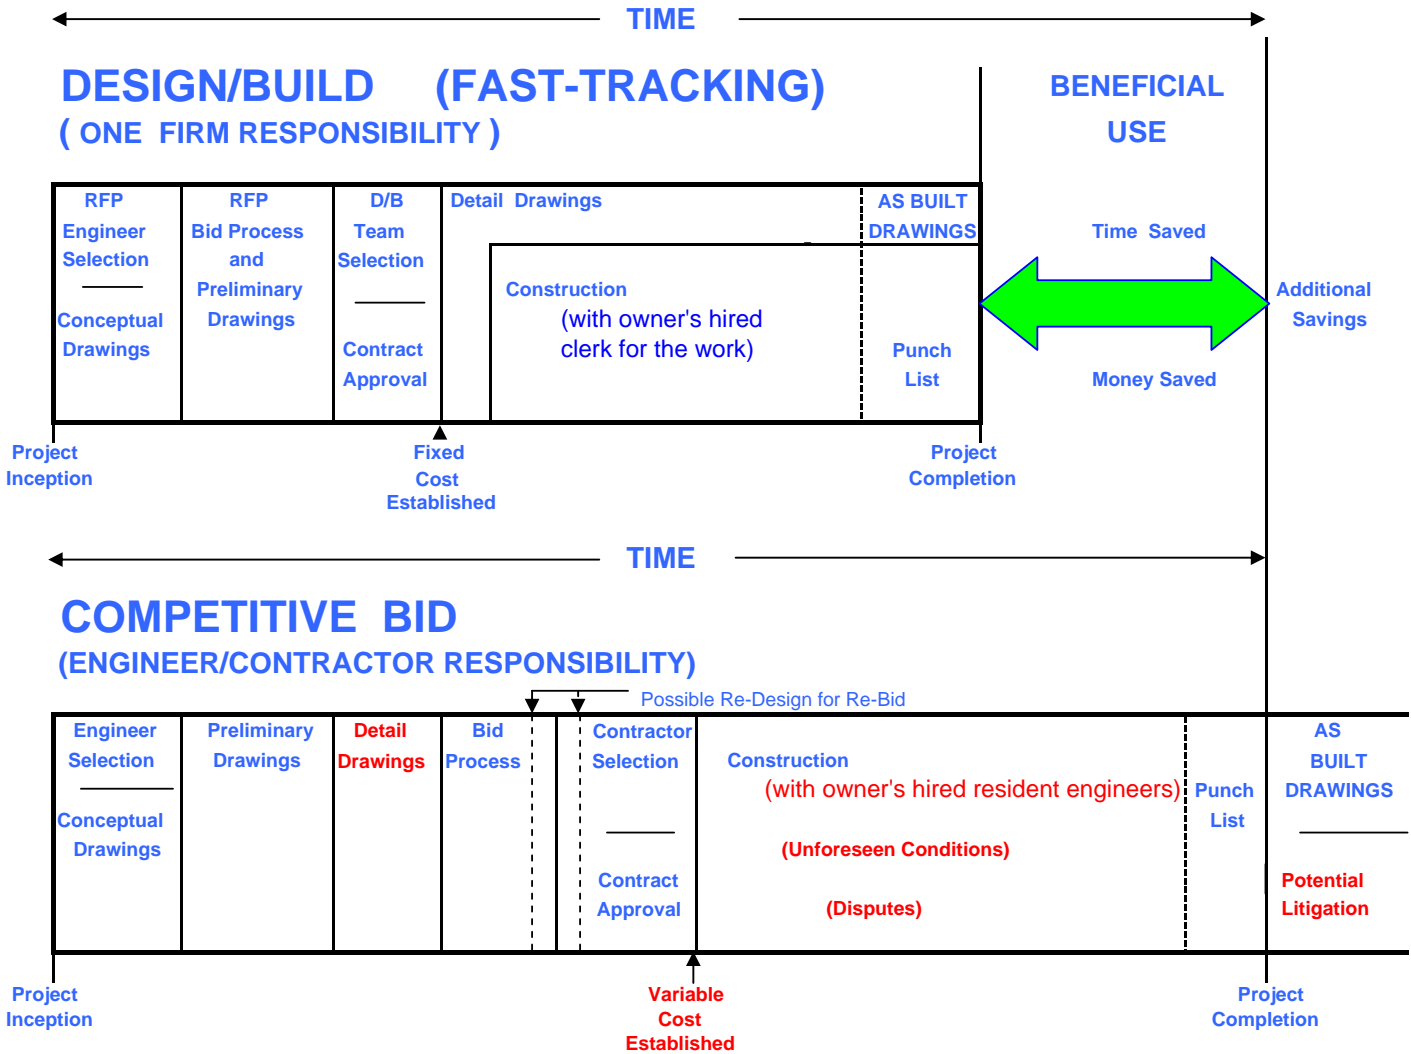 TIME
DESIGN/BUILD (FAST-TRACKING)
( ONE FIRM RESPONSIBILITY )
BENEFICIAL
USE
RFP
Engineer
Selection
Conceptual
Drawings
RFP
Bid Process
and
Preliminary
Drawings
D/B
Team
Selection
Contract
Approval
Detail Drawings
Construction
(with owner's hired
clerk for the work)
AS BUILT
DRAWINGS
Punch
List
Time Saved
Money Saved
Additional
Savings
Project
Inception
Fixed
Cost
Established
Project
Completion
TIME
COMPETITIVE BID
(ENGINEER/CONTRACTOR RESPONSIBILITY)
Possible Re-Design for Re-Bid
Engineer
Selection
Conceptual
Drawings
Preliminary
Drawings
Detail
Drawings
Bid
Process
Contractor
Selection
Contract
Approval
Construction
(with owner's hired resident engineers)
(Unforeseen Conditions)
(Disputes)
Punch
List
AS
BUILT
DRAWINGS
Potential
Litigation
Project
Inception
Variable
Cost
Established
Project
Completion